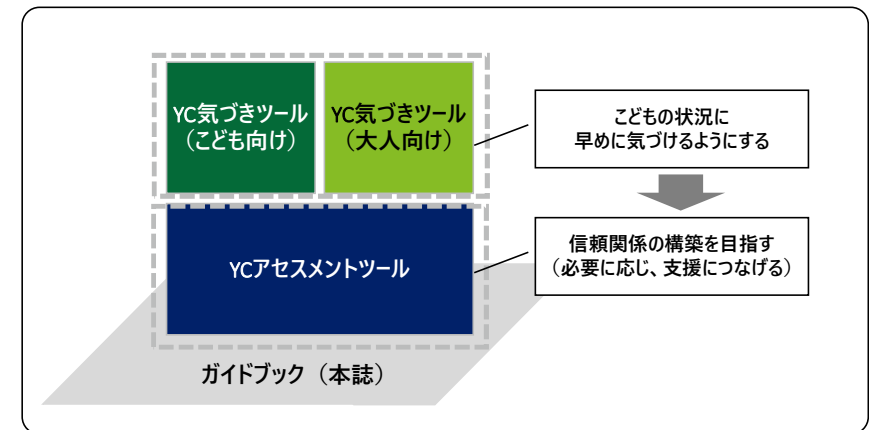 YC気づきツール
（こども向け）
YC気づきツール
（大人向け）
こどもの状況に
早めに気づけるようにする
YCアセスメントツール
信頼関係の構築を目指す
（必要に応じ、支援につなげる）
ガイドブック（本誌）